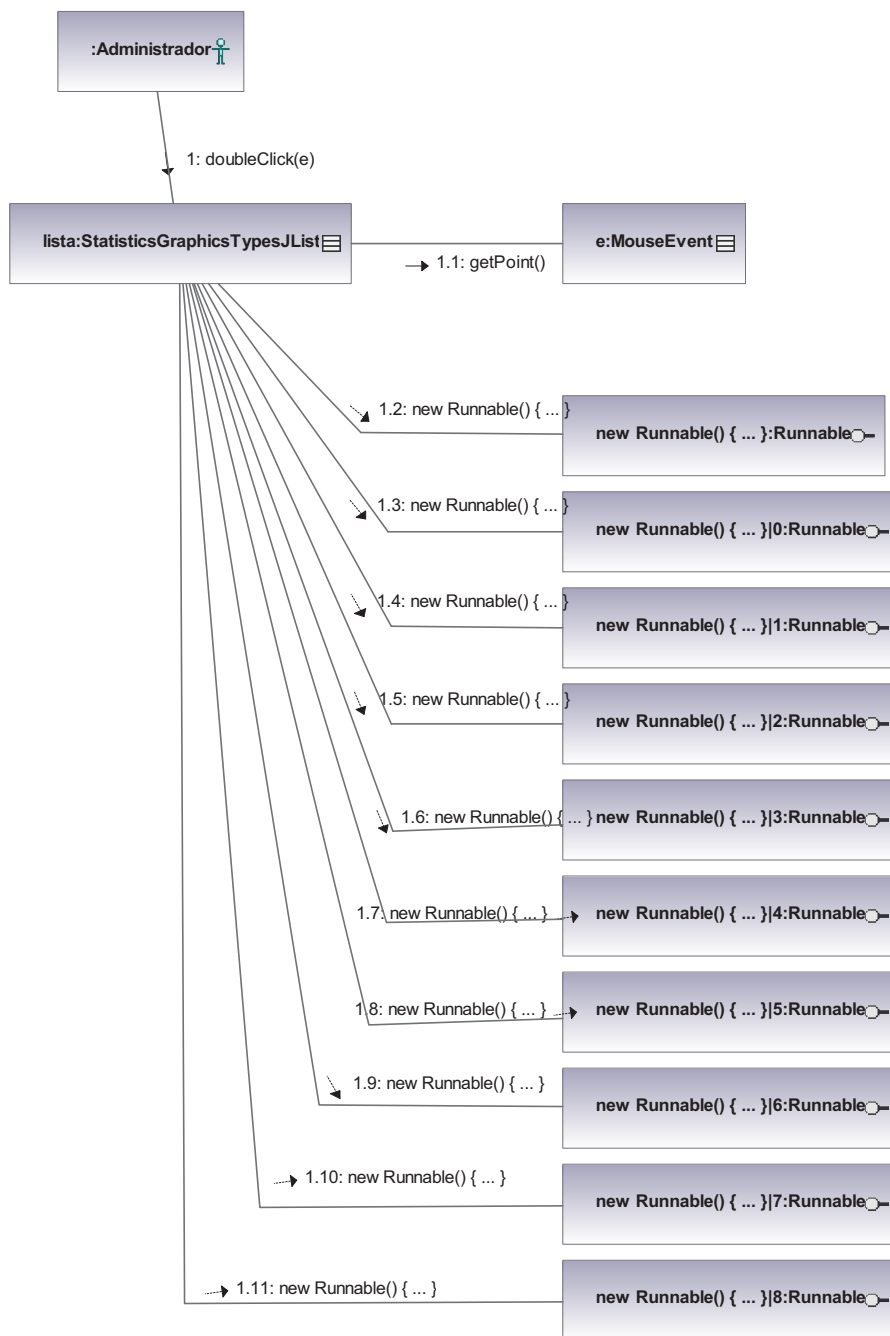 :Administrador
1: doubleClick(e)
lista:StatisticsGraphicsTypesJList
e:MouseEvent
1.1: getPoint()
1.2: new Runnable() { ... }
new Runnable() { ... }:Runnable
1.3: new Runnable() { ... }
new Runnable() { ... }|0:Runnable
1.4: new Runnable() { ... }
new Runnable() { ... }|1:Runnable
1.5: new Runnable() { ... }
new Runnable() { ... }|2:Runnable
1.6: new Runnable() { ... }
new Runnable() { ... }|3:Runnable
1.7: new Runnable() { ... }
new Runnable() { ... }|4:Runnable
1.8: new Runnable() { ... }
new Runnable() { ... }|5:Runnable
1.9: new Runnable() { ... }
new Runnable() { ... }|6:Runnable
1.10: new Runnable() { ... }
new Runnable() { ... }|7:Runnable
1.11: new Runnable() { ... }
new Runnable() { ... }|8:Runnable